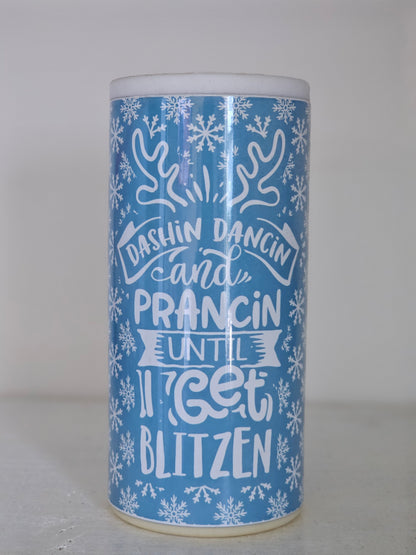 DASHIN DANCIN
and
PRANCIN
UNTIL
I Get
BLITZEN